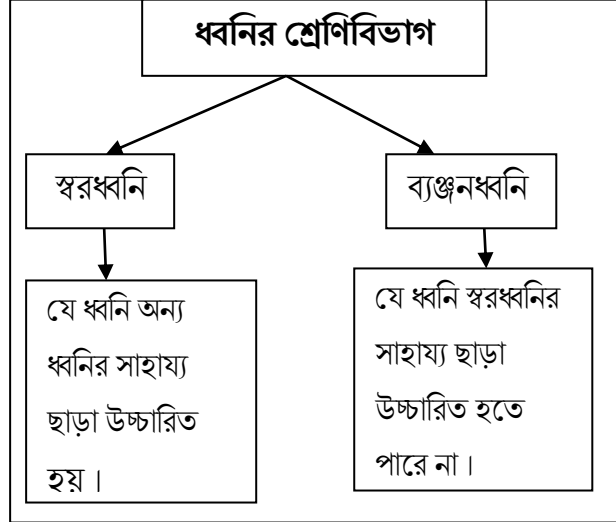 ধ্বনির শ্রেণিবিভাগ
স্বরধ্বনি
ব্যঞ্জনধ্বনি
যে ধ্বনি অন্য
ধ্বনির সাহায্য
ছাড়া উচ্চারিত
হয়।
যে ধ্বনি স্বরধ্বনির
সাহায্য ছাড়া
উচ্চারিত হতে
পারে না।